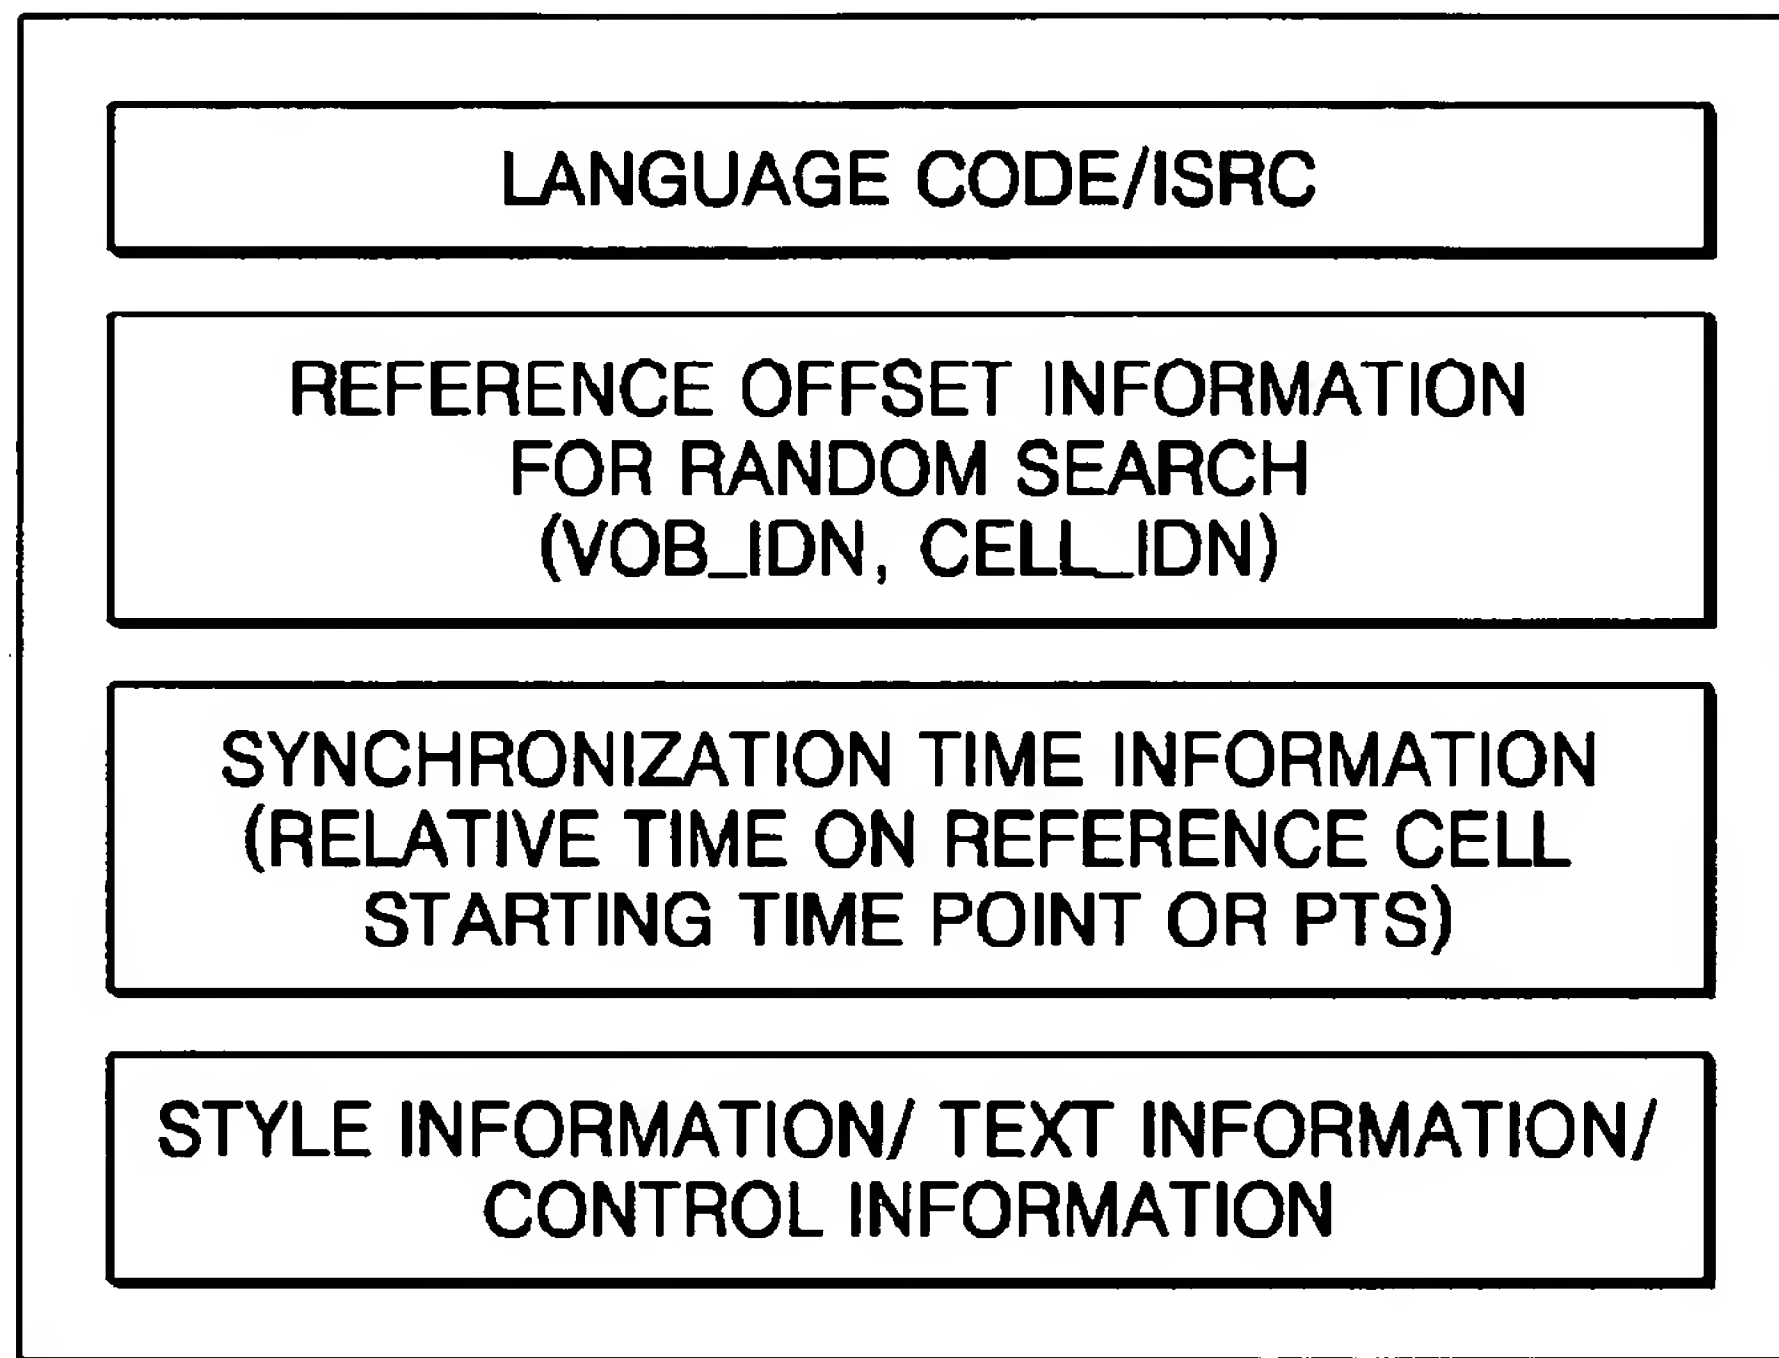 LANGUAGE CODE/ISRC
REFERENCE OFFSET INFORMATION
FOR RANDOM SEARCH
(VOB_IDN, CELL_IDN)
SYNCHRONIZATION TIME INFORMATION
(RELATIVE TIME ON REFERENCE CELL
STARTING TIME POINT OR PTS)
STYLE INFORMATION/ TEXT INFORMATION/
CONTROL INFORMATION